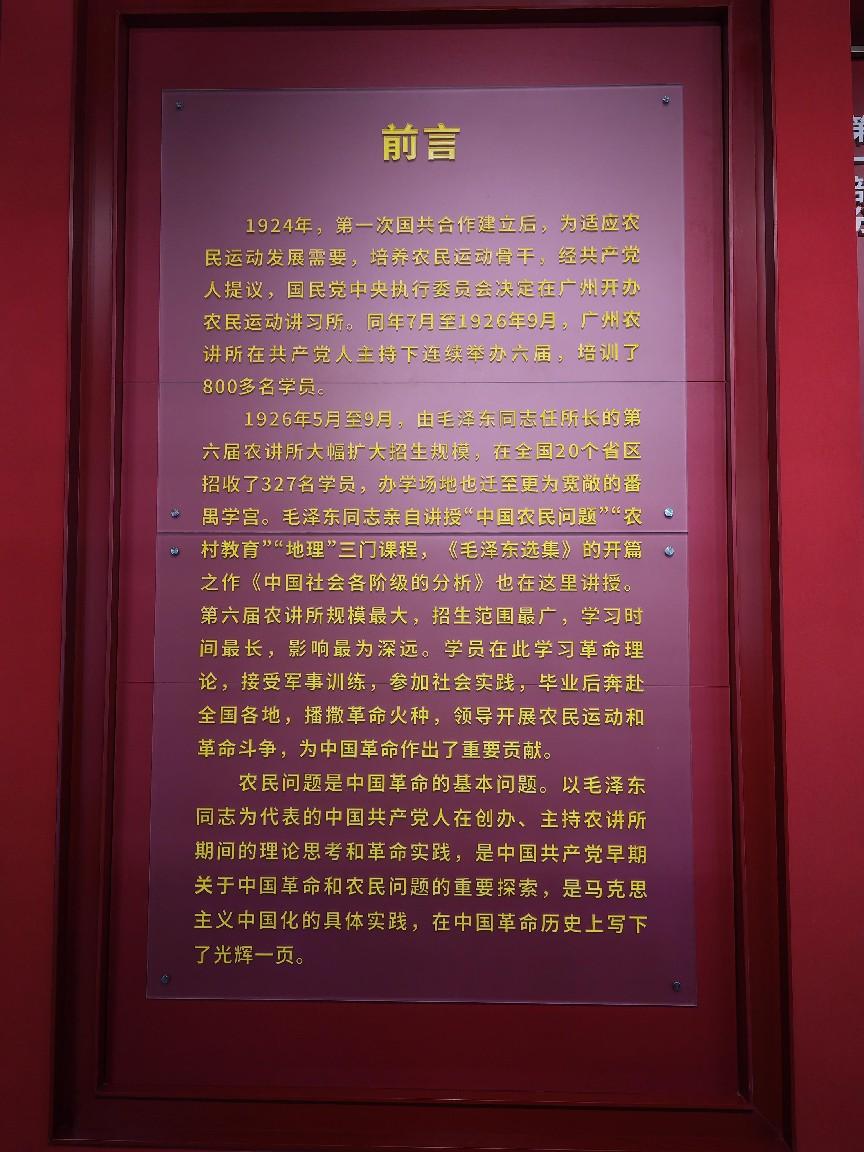 前言
1924年，第一次国共合作建立后，为适应农
民运动发展需要，培养农民运动骨干，经共产党
人提议，国民党中央执行委员会决定在广州开办
农民运动讲习所。同年7月至1926年9月，广州农
讲所在共产党人主持下连续举办六届，培训了
800多名学员。
1926年5月至9月，由毛泽东同志任所长的第
六届农讲所大幅扩大招生规模，在全国20个省区
招收了327名学员，办学场地也迁至更为宽敞的番
禺学宫。毛泽东同志亲自讲授“中国农民问题”“农
村教育”“地理”三门课程，《毛泽东选集》的开篇
之作《中国社会各阶级的分析》也在这里讲授。
第六届农讲所规模最大，招生范围最广，学习时
间最长，影响最为深远。学员在此学习革命理
论，接受军事训练，参加社会实践，毕业后奔赴
全国各地，播撒革命火种，领导开展农民运动和
革命斗争，为中国革命作出了重要贡献。
农民问题是中国革命的基本问题。以毛泽东
同志为代表的中国共产党人在创办、主持农讲所
期间的理论思考和革命实践，是中国共产党早期
关于中国革命和农民问题的重要探索，是马克思
主义中国化的具体实践，在中国革命历史上写下
了光辉一页。